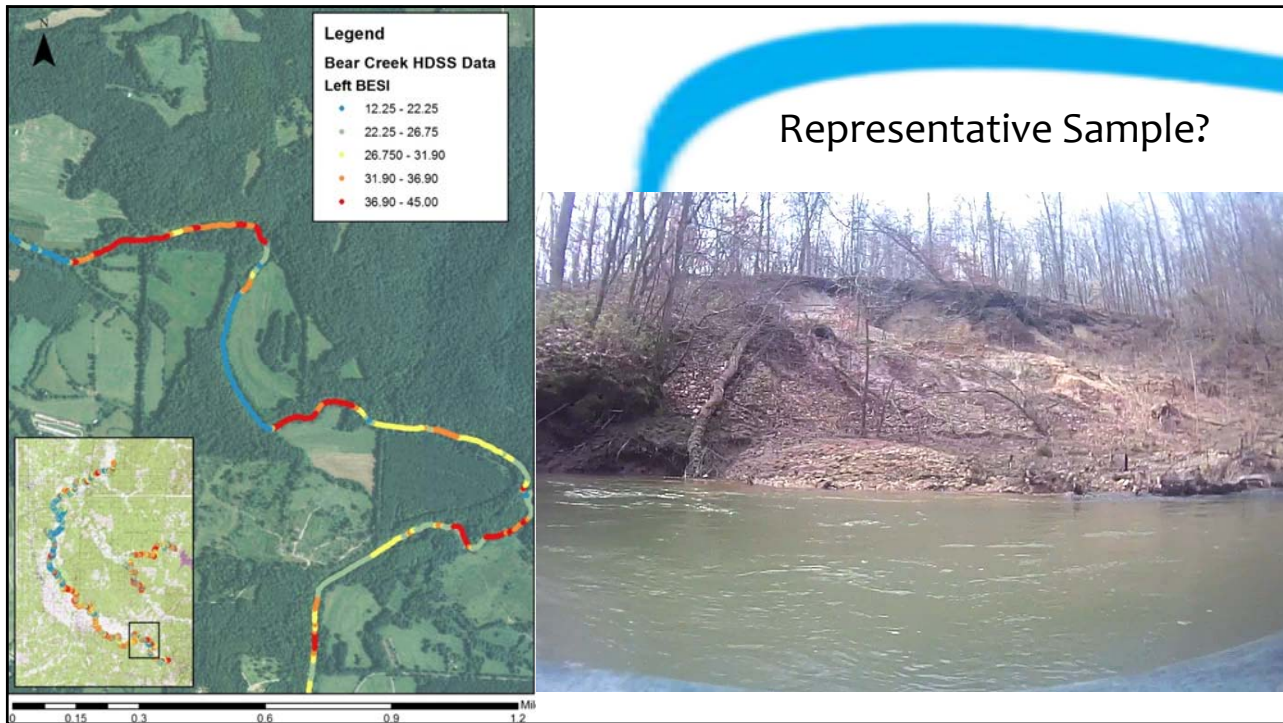 N
Legend
Bear Creek HDSS Data
Left BESI
12.25 - 22.25
22.25 - 26.75
26.750 - 31.90
31.90 - 36.90
36.90 - 45.00
Representative Sample?
Mil
0 0.15 0.3 0.6 0.9 1.2